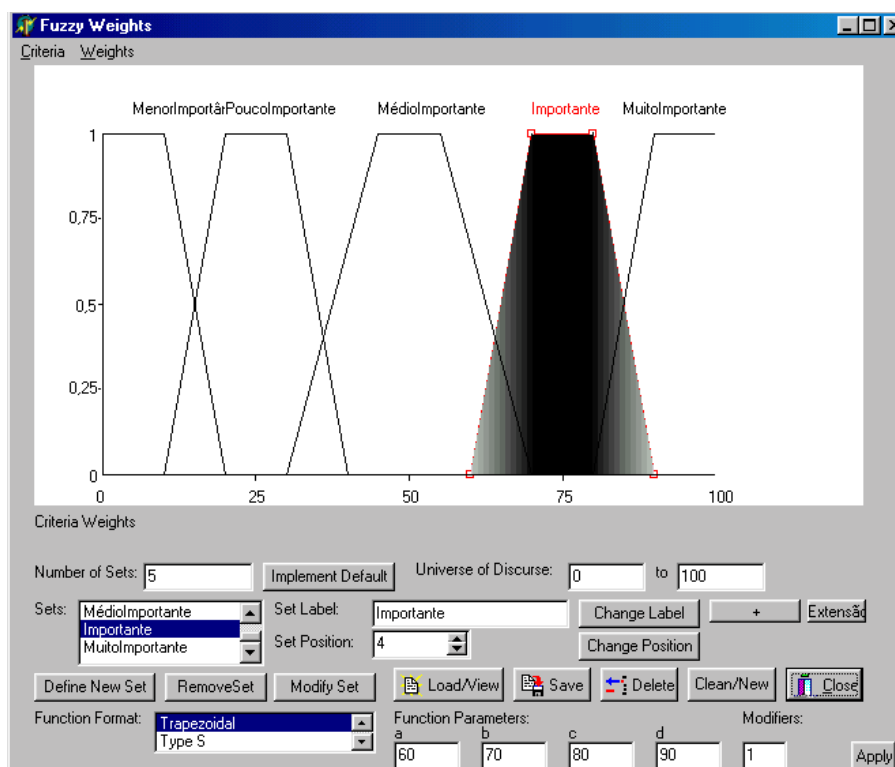 Fuzzy Weights
Criteria Weights
MenorImportânPoucoImportante MédioImportante Importante MuitoImportante
1
0,75
0,5
0,25
0
0 25 50 75 100
Criteria Weights
Number of Sets: 5 Implement Default Universe of Discurse: 0 to 100
Sets: MédioImportante Set Label: Importante Change Label + Extensão
Importante
MuitoImportante Set Position: 4 Change Position
Define New Set RemoveSet Modify Set Load/View Save Delete Clean/New Close
Function Format: Trapezoidal Function Parameters: Modifiers:
Type S a b c d
60 70 80 90 1 Apply